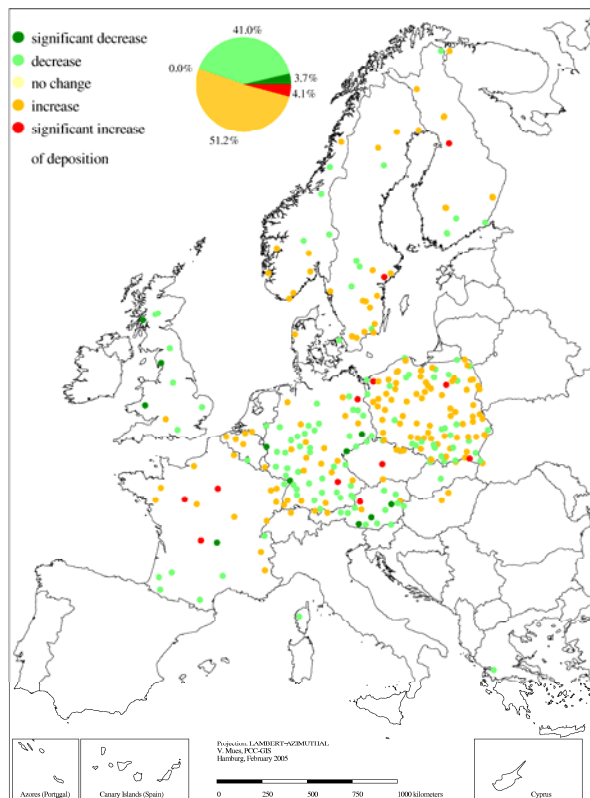 significant decrease
decrease
no change
increase
significant increase
of deposition
41.0%
0.0%
3.7%
4.1%
51.2%
Projection: LAMBERT-AZIMUTHAL
V. Mues, PCC-GIS
Hamburg, February 2005
0 250 500 750 1000 kilometers
Azores (Portggal)
Canary Islands (Spain)
Cyprus